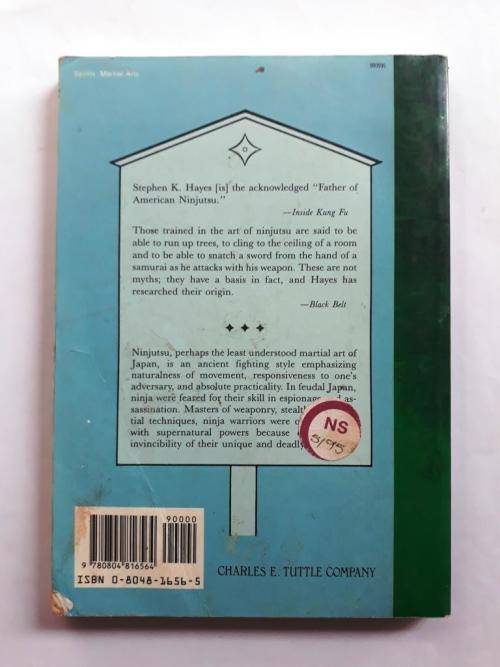 Sports, Martial Arts
Stephen K. Hayes [is] the acknowledged "Father of
American Ninjutsu."
—Inside Kung Fu
Those trained in the art of ninjutsu are said to be
able to run up trees, to cling to the ceiling of a room
and to be able to snatch a sword from the hand of a
samurai as he attacks with his weapon. These are not
myths; they have a basis in fact, and Hayes has
researched their origin.
—Black Belt
Ninjutsu, perhaps the least understood martial art of
Japan, is an ancient fighting style emphasizing
naturalness of movement, responsiveness to one's
adversary, and absolute practicality. In feudal Japan,
ninja were feared for their skill in espionage as-
sassination. Masters of weaponry,
tial techniques, ninja warriors were
with supernatural powers because
invincibility of their unique and deadly
NS
5/95
90000
9 780804 816564
ISBN 0-8048-1656-5
CHARLES E. TUTTLE COMPANY